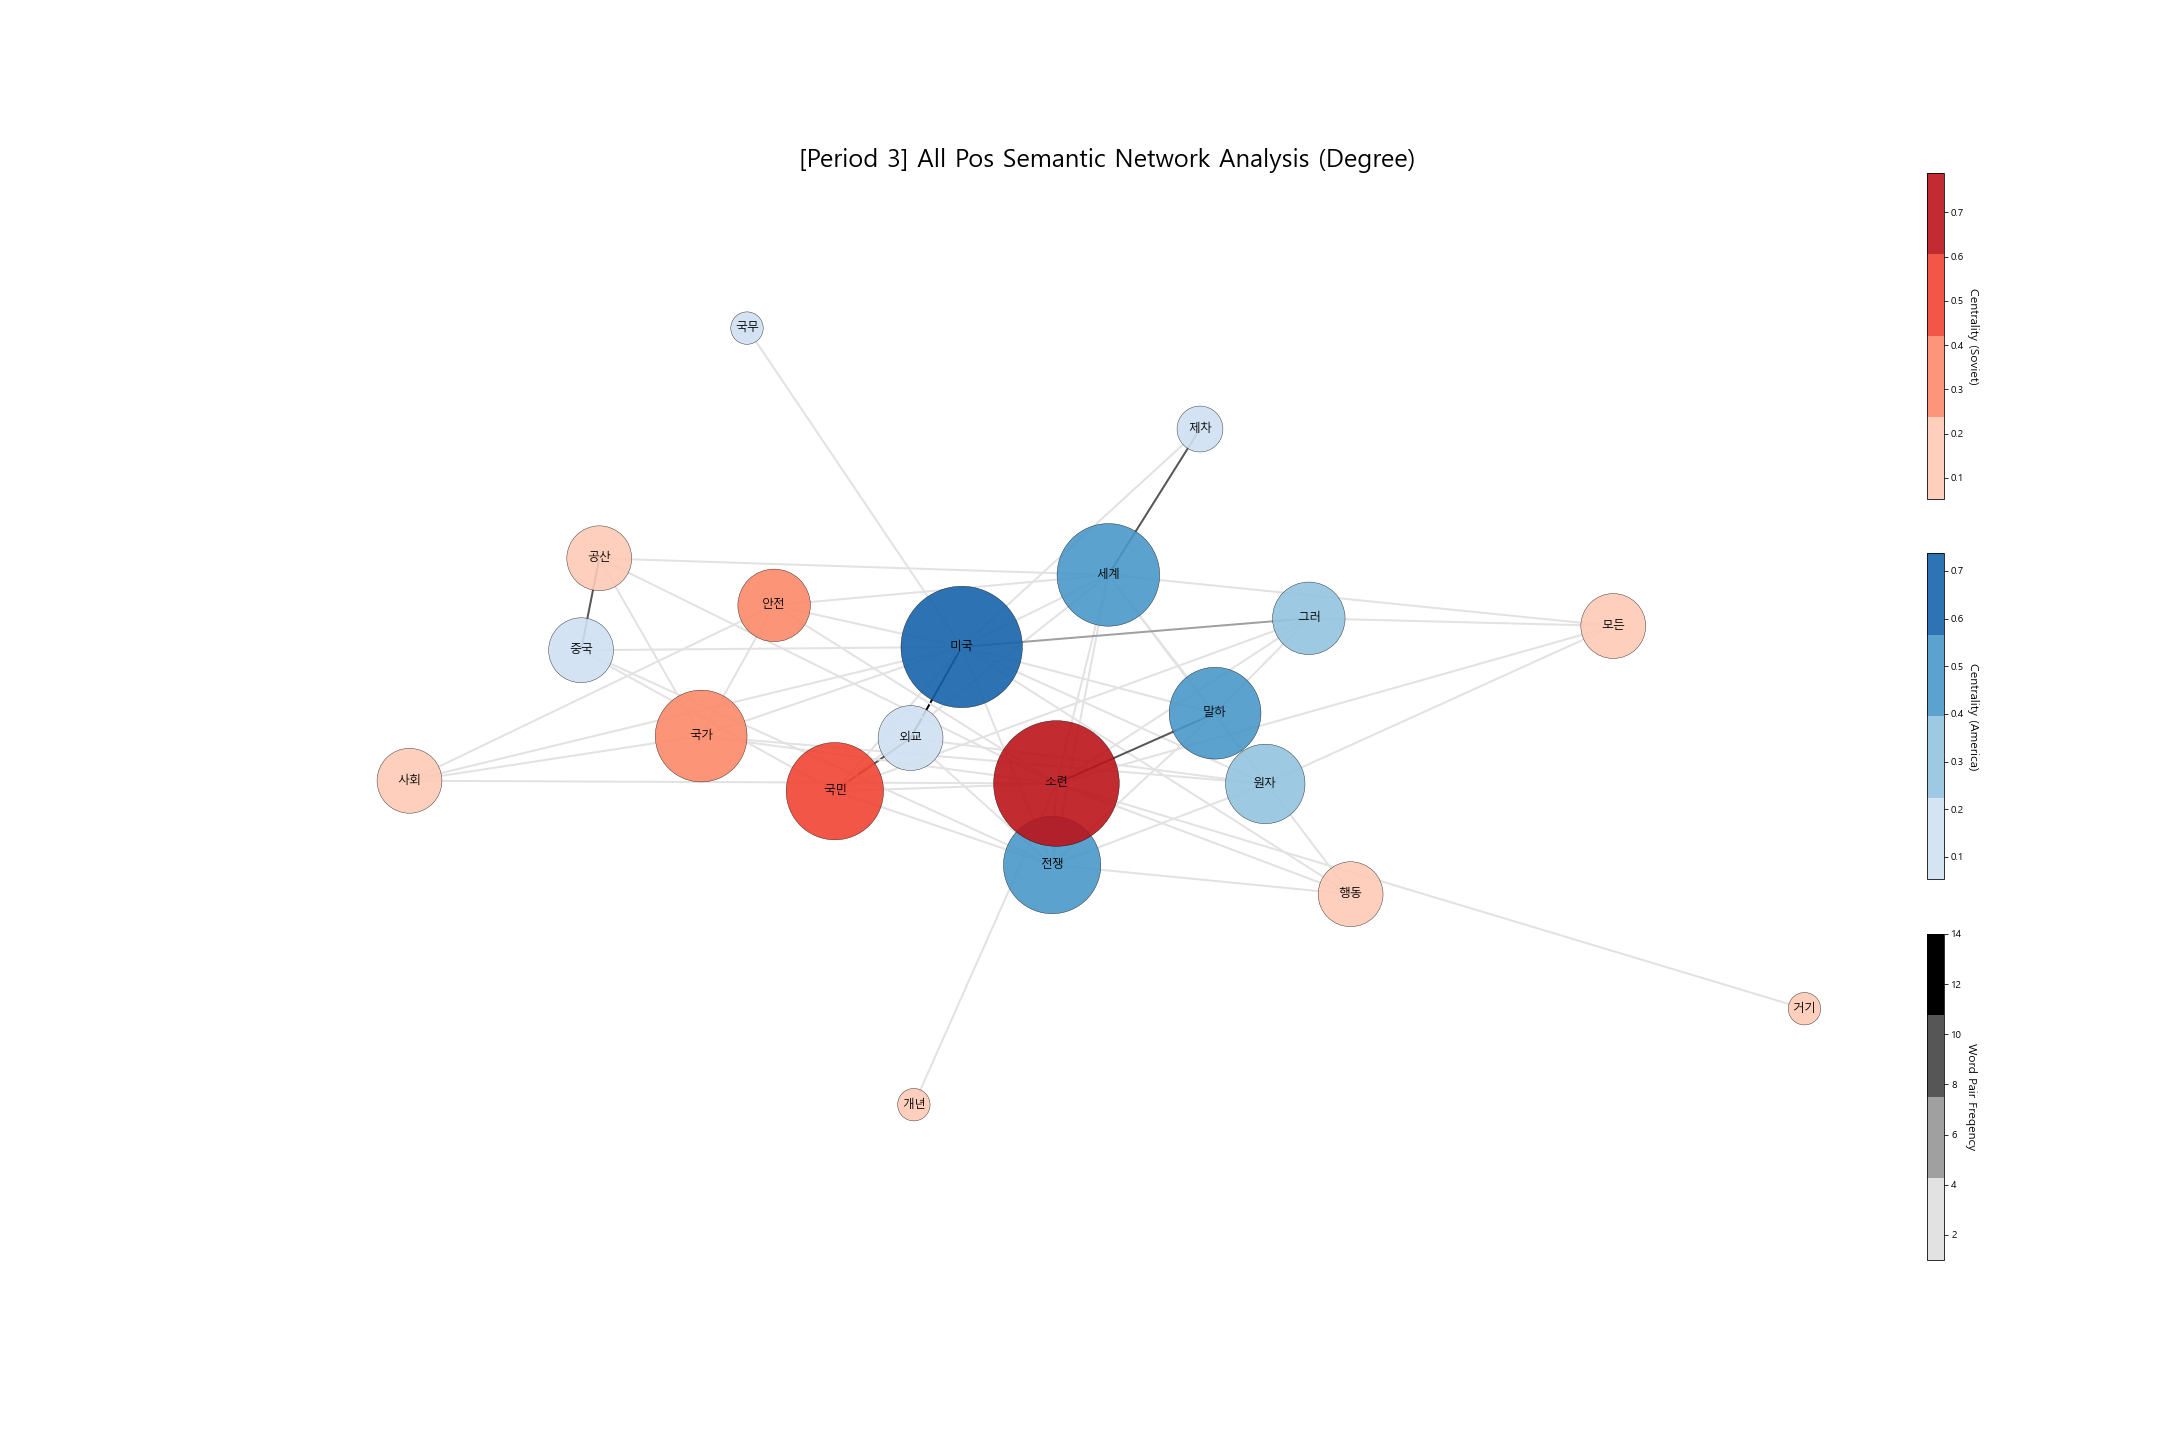 [Period 3] All Pos Semantic Network Analysis (Degree)
국무
제차
공산
세계
안전
그러
모든
미국
중국
말하
국가
외교
사회
소련
원자
국민
전쟁
행동
거기
개년
0.7
0.6
0.5
0.4
0.3
0.2
0.1
Centrality (Soviet)
0.7
0.6
0.5
0.4
0.3
0.2
0.1
Centrality (America)
14
12
10
8
6
4
2
Word Pair Freqency